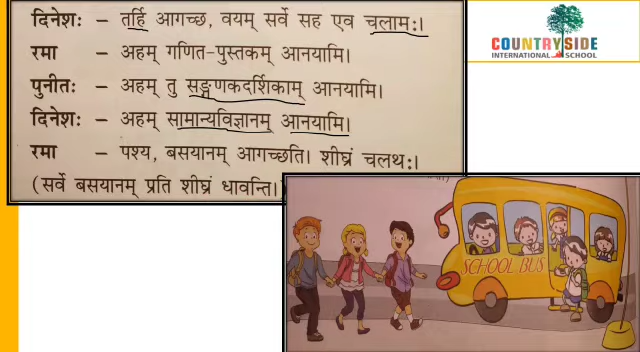 दिनेशः – तर्हि आगच्छ, वयम् सर्वे सह एव चलामः।
रमा – अहम् गणित-पुस्तकम् आनयामि।
पुनीतः – अहम् तु सङ्गणकदर्शिकाम् आनयामि।
दिनेशः – अहम् सामान्यविज्ञानम् आनयामि।
रमा – पश्य, बसयानम् आगच्छति। शीघ्रं चलथः।
(सर्वे बसयानम् प्रति शीघ्रं धावन्ति।
COUNTRYSIDE
INTERNATIONAL SCHOOL
SCHOOL BUS